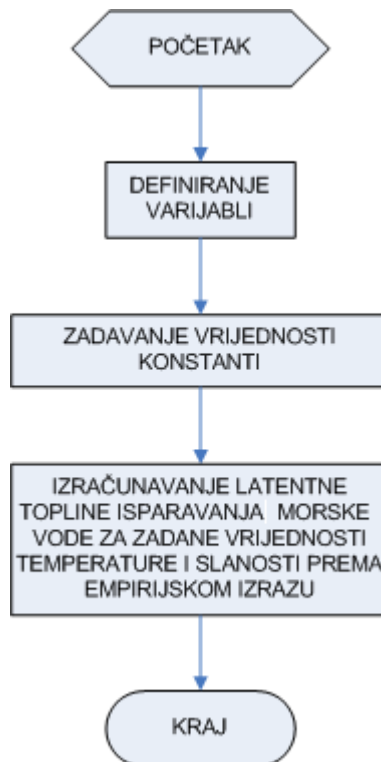 POČETAK
DEFINIRANJE
VARIJABLI
ZADAVANJE VRIJEDNOSTI
KONSTANTI
IZRAČUNAVANJE LATENTNE
TOPLINE ISPARAVANJA MORSKE
VODE ZA ZADANE VRIJEDNOSTI
TEMPERATURE I SLANOSTI PREMA
EMPIRIJSKOM IZRAZU
KRAJ